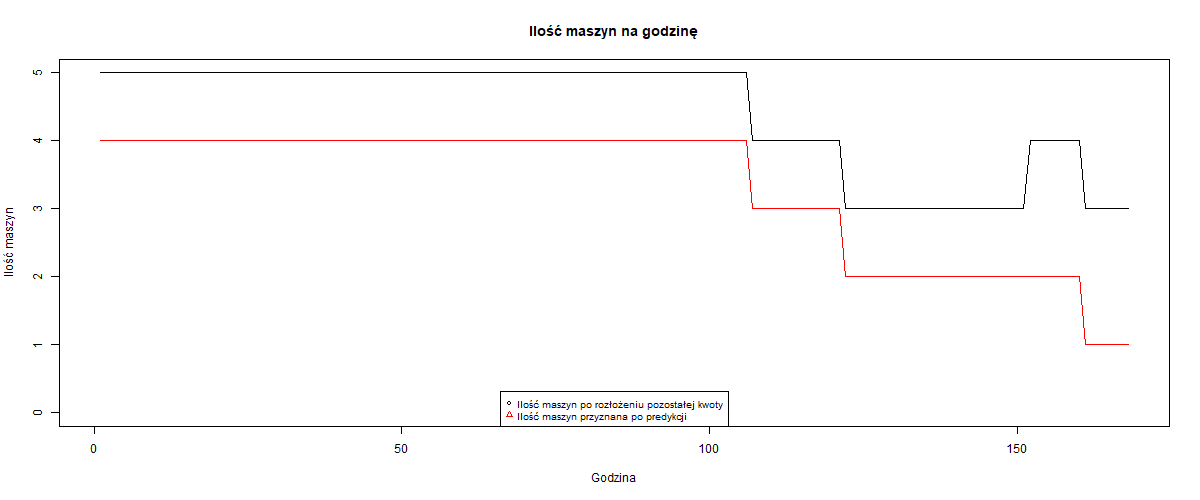 Ilość maszyn na godzinę
Ilość maszyn
5
4
3
2
1
0
Ilość maszyn po rozłożeniu pozostałej kwoty
Ilość maszyn przyznana po predykcji
0 50 100 150
Godzina